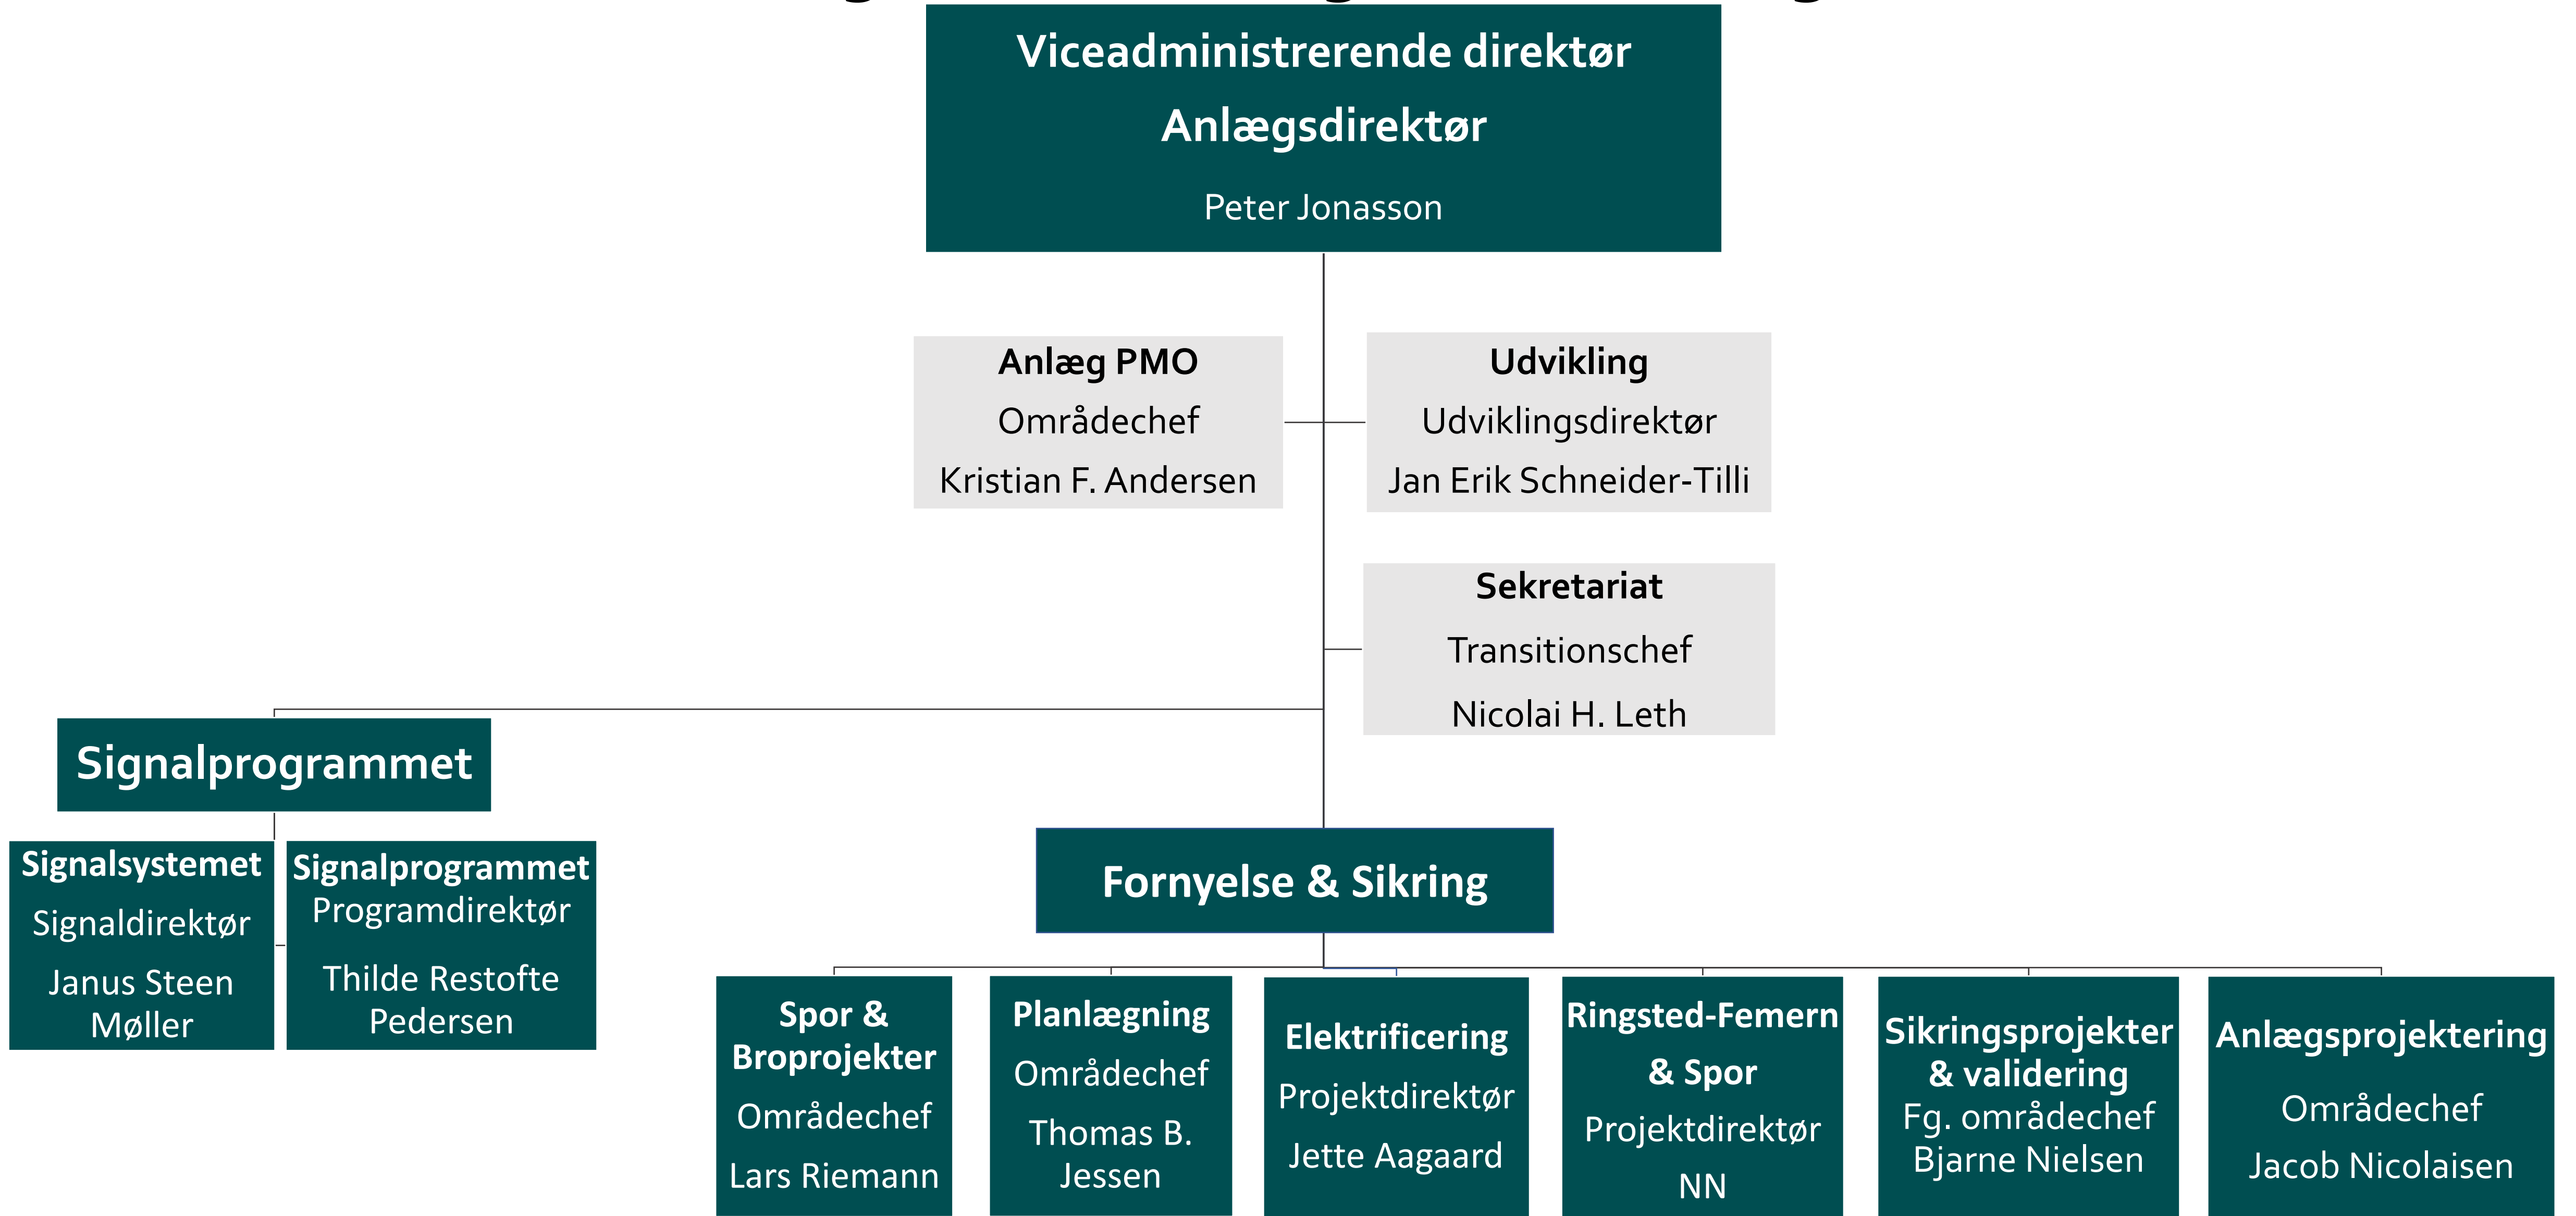 Viceadministrerende direktør
Anlægsdirektør
Peter Jonasson
Anlæg PMO
Områdechef
Kristian F. Andersen
Udvikling
Udviklingsdirektør
Jan Erik Schneider-Tilli
Sekretariat
Transitionschef
Nicolai H. Leth
Signalprogrammet
Signalsystemet
Signaldirektør
Janus Steen
Møller
Signalprogrammet
Programdirektør
Thilde Restofte
Pedersen
Fornyelse & Sikring
Spor &
Broprojekter
Områdechef
Lars Riemann
Planlægning
Områdechef
Thomas B.
Jessen
Elektrificering
Projektdirektør
Jette Aagaard
Ringsted-Femern
& Spor
Projektdirektør
NN
Sikringsprojekter
& validering
Fg. områdechef
Bjarne Nielsen
Anlægsprojektering
Områdechef
Jacob Nicolaisen